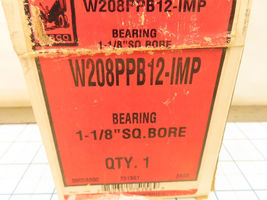 W208PPB12-IMP
BEARING
1-1/8" SQ. BORE
W208PPB12-IMP
BEARING
1-1/8" SQ. BORE
QTY. 1